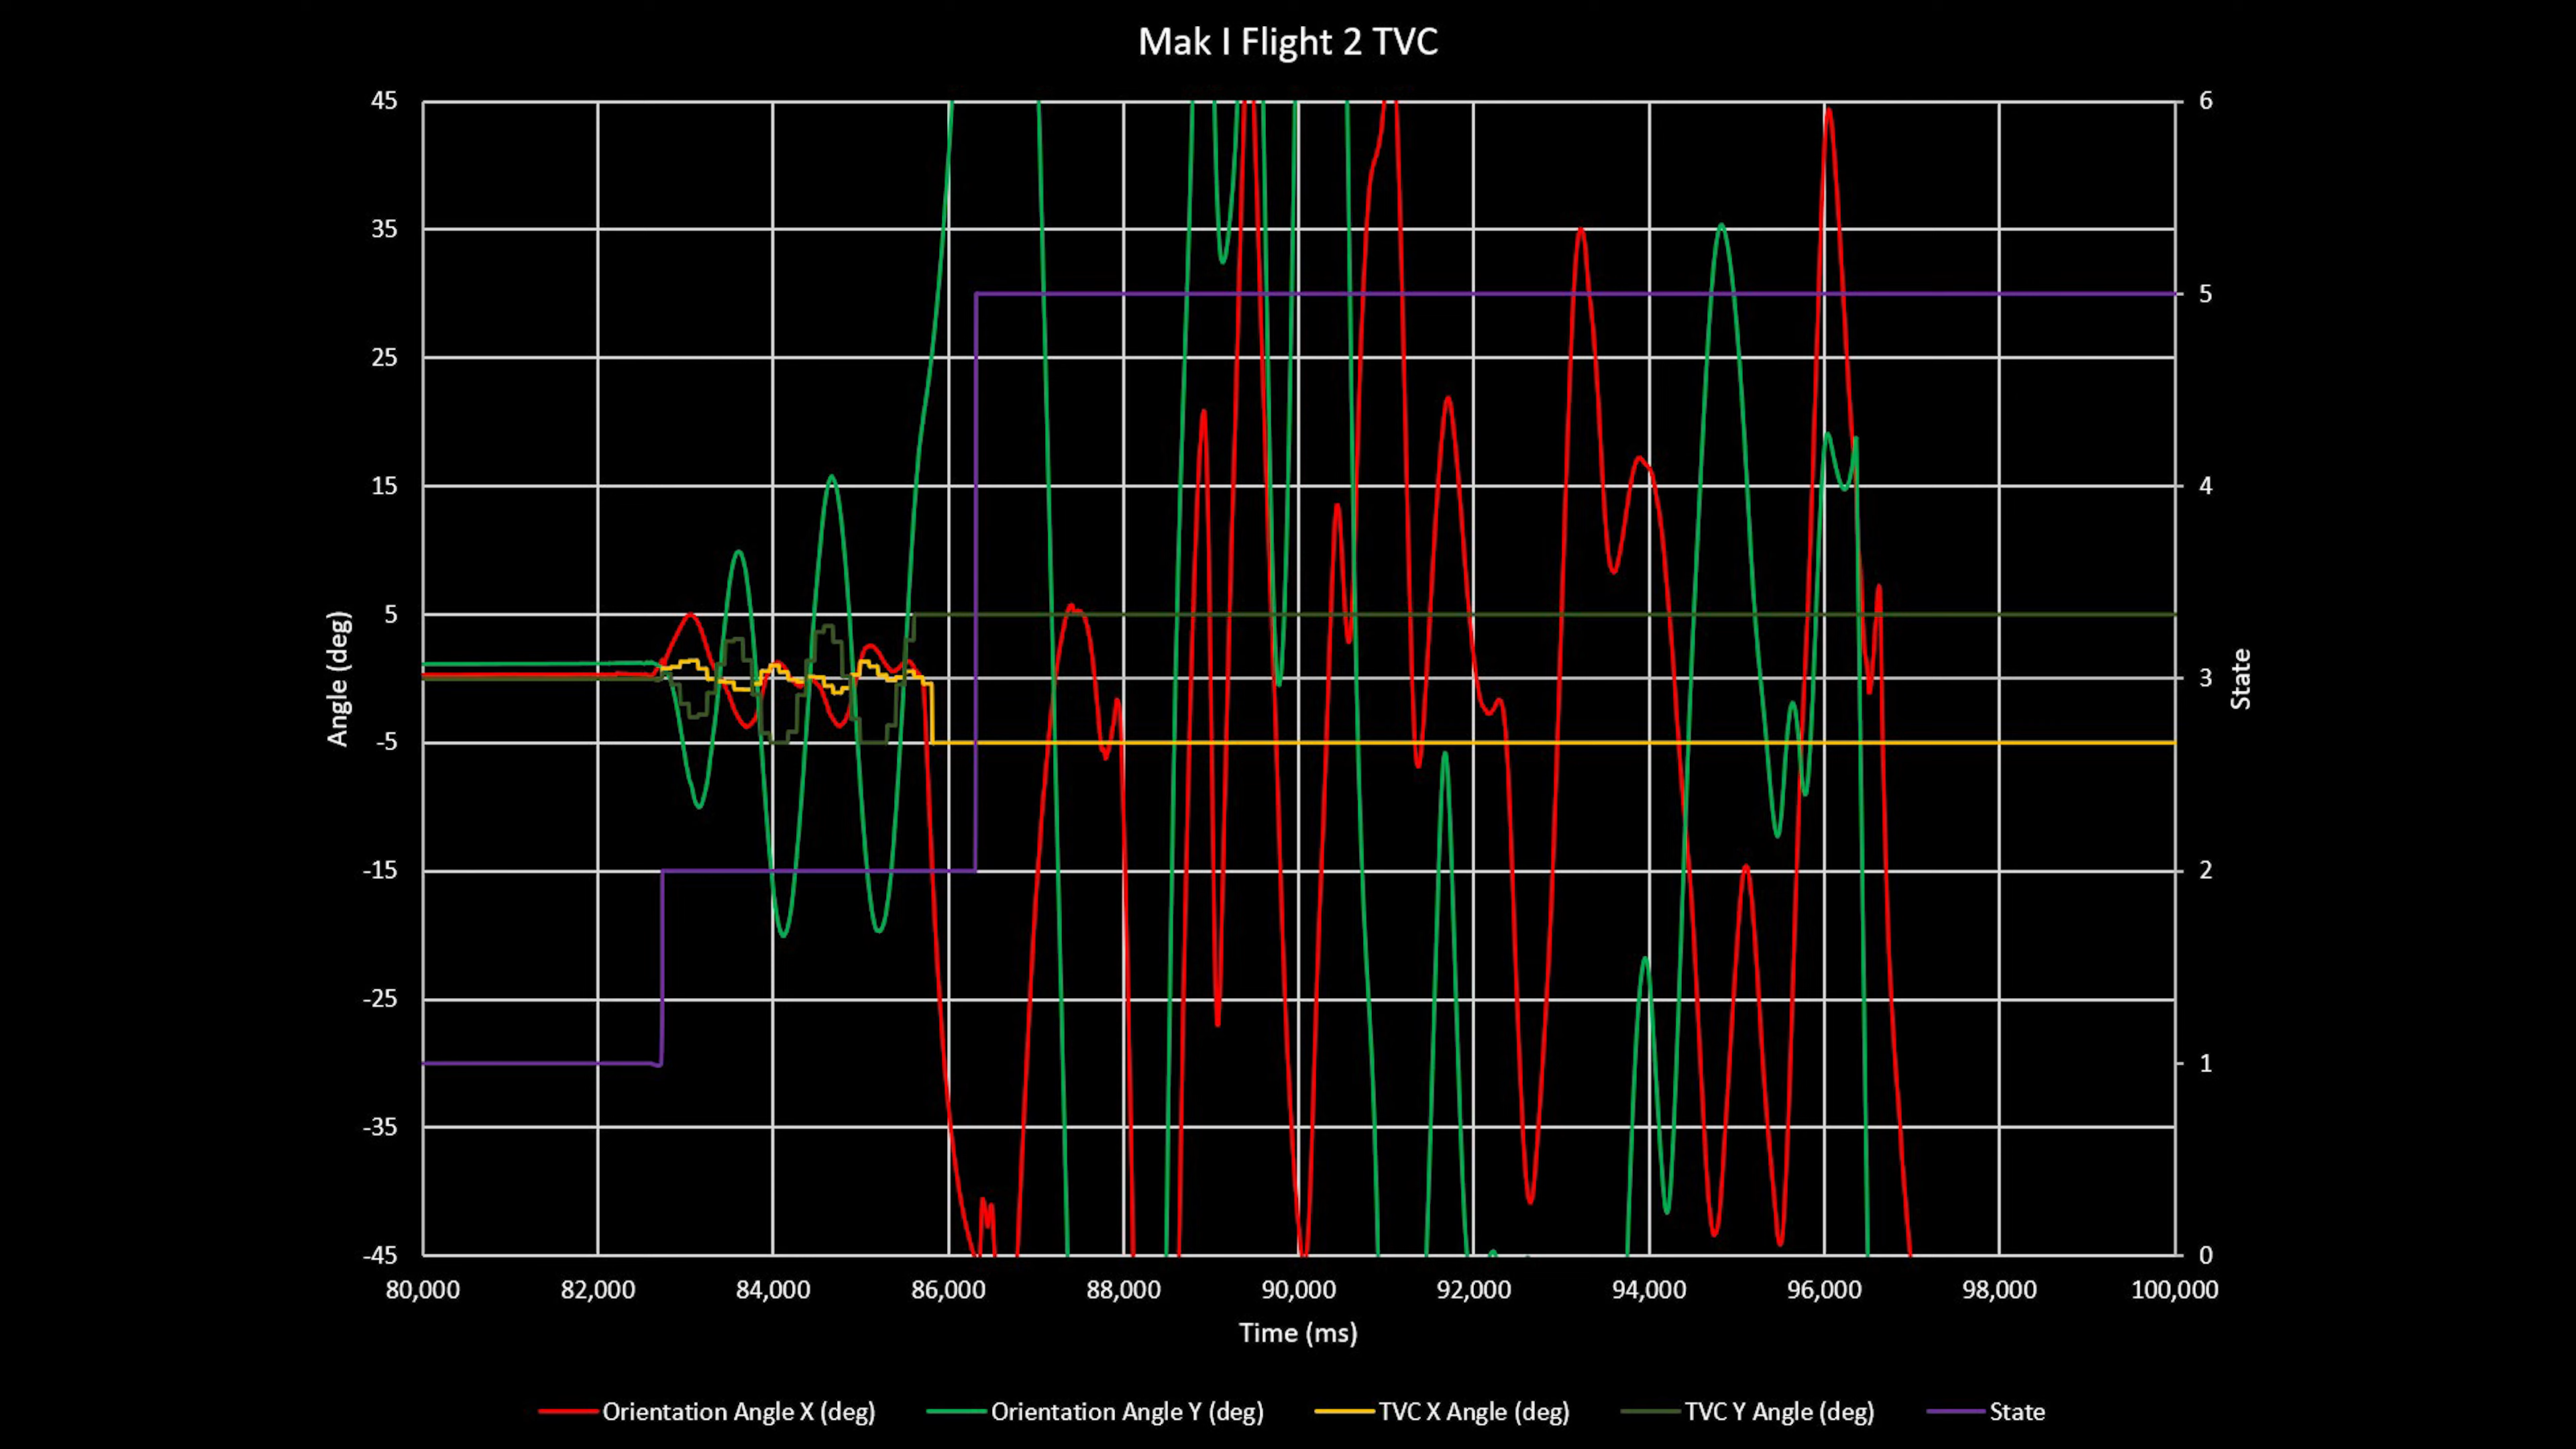 Mak I Flight 2 TVC
45
35
25
15
5
-5
-15
-25
-35
-45
Angle (deg)
6
5
4
3
2
1
0
State
80,000 82,000 84,000 86,000 88,000 90,000 92,000 94,000 96,000 98,000 100,000
Time (ms)
Orientation Angle X (deg) Orientation Angle Y (deg) TVC X Angle (deg) TVC Y Angle (deg) State